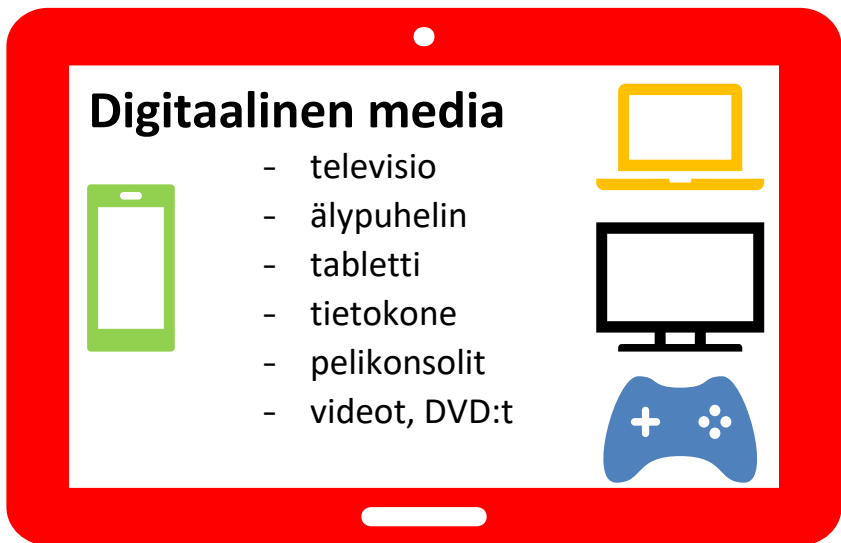 Digitaalinen media
- televisio
- älypuhelin
- tabletti
- tietokone
- pelikonsolit
- videot, DVD:t